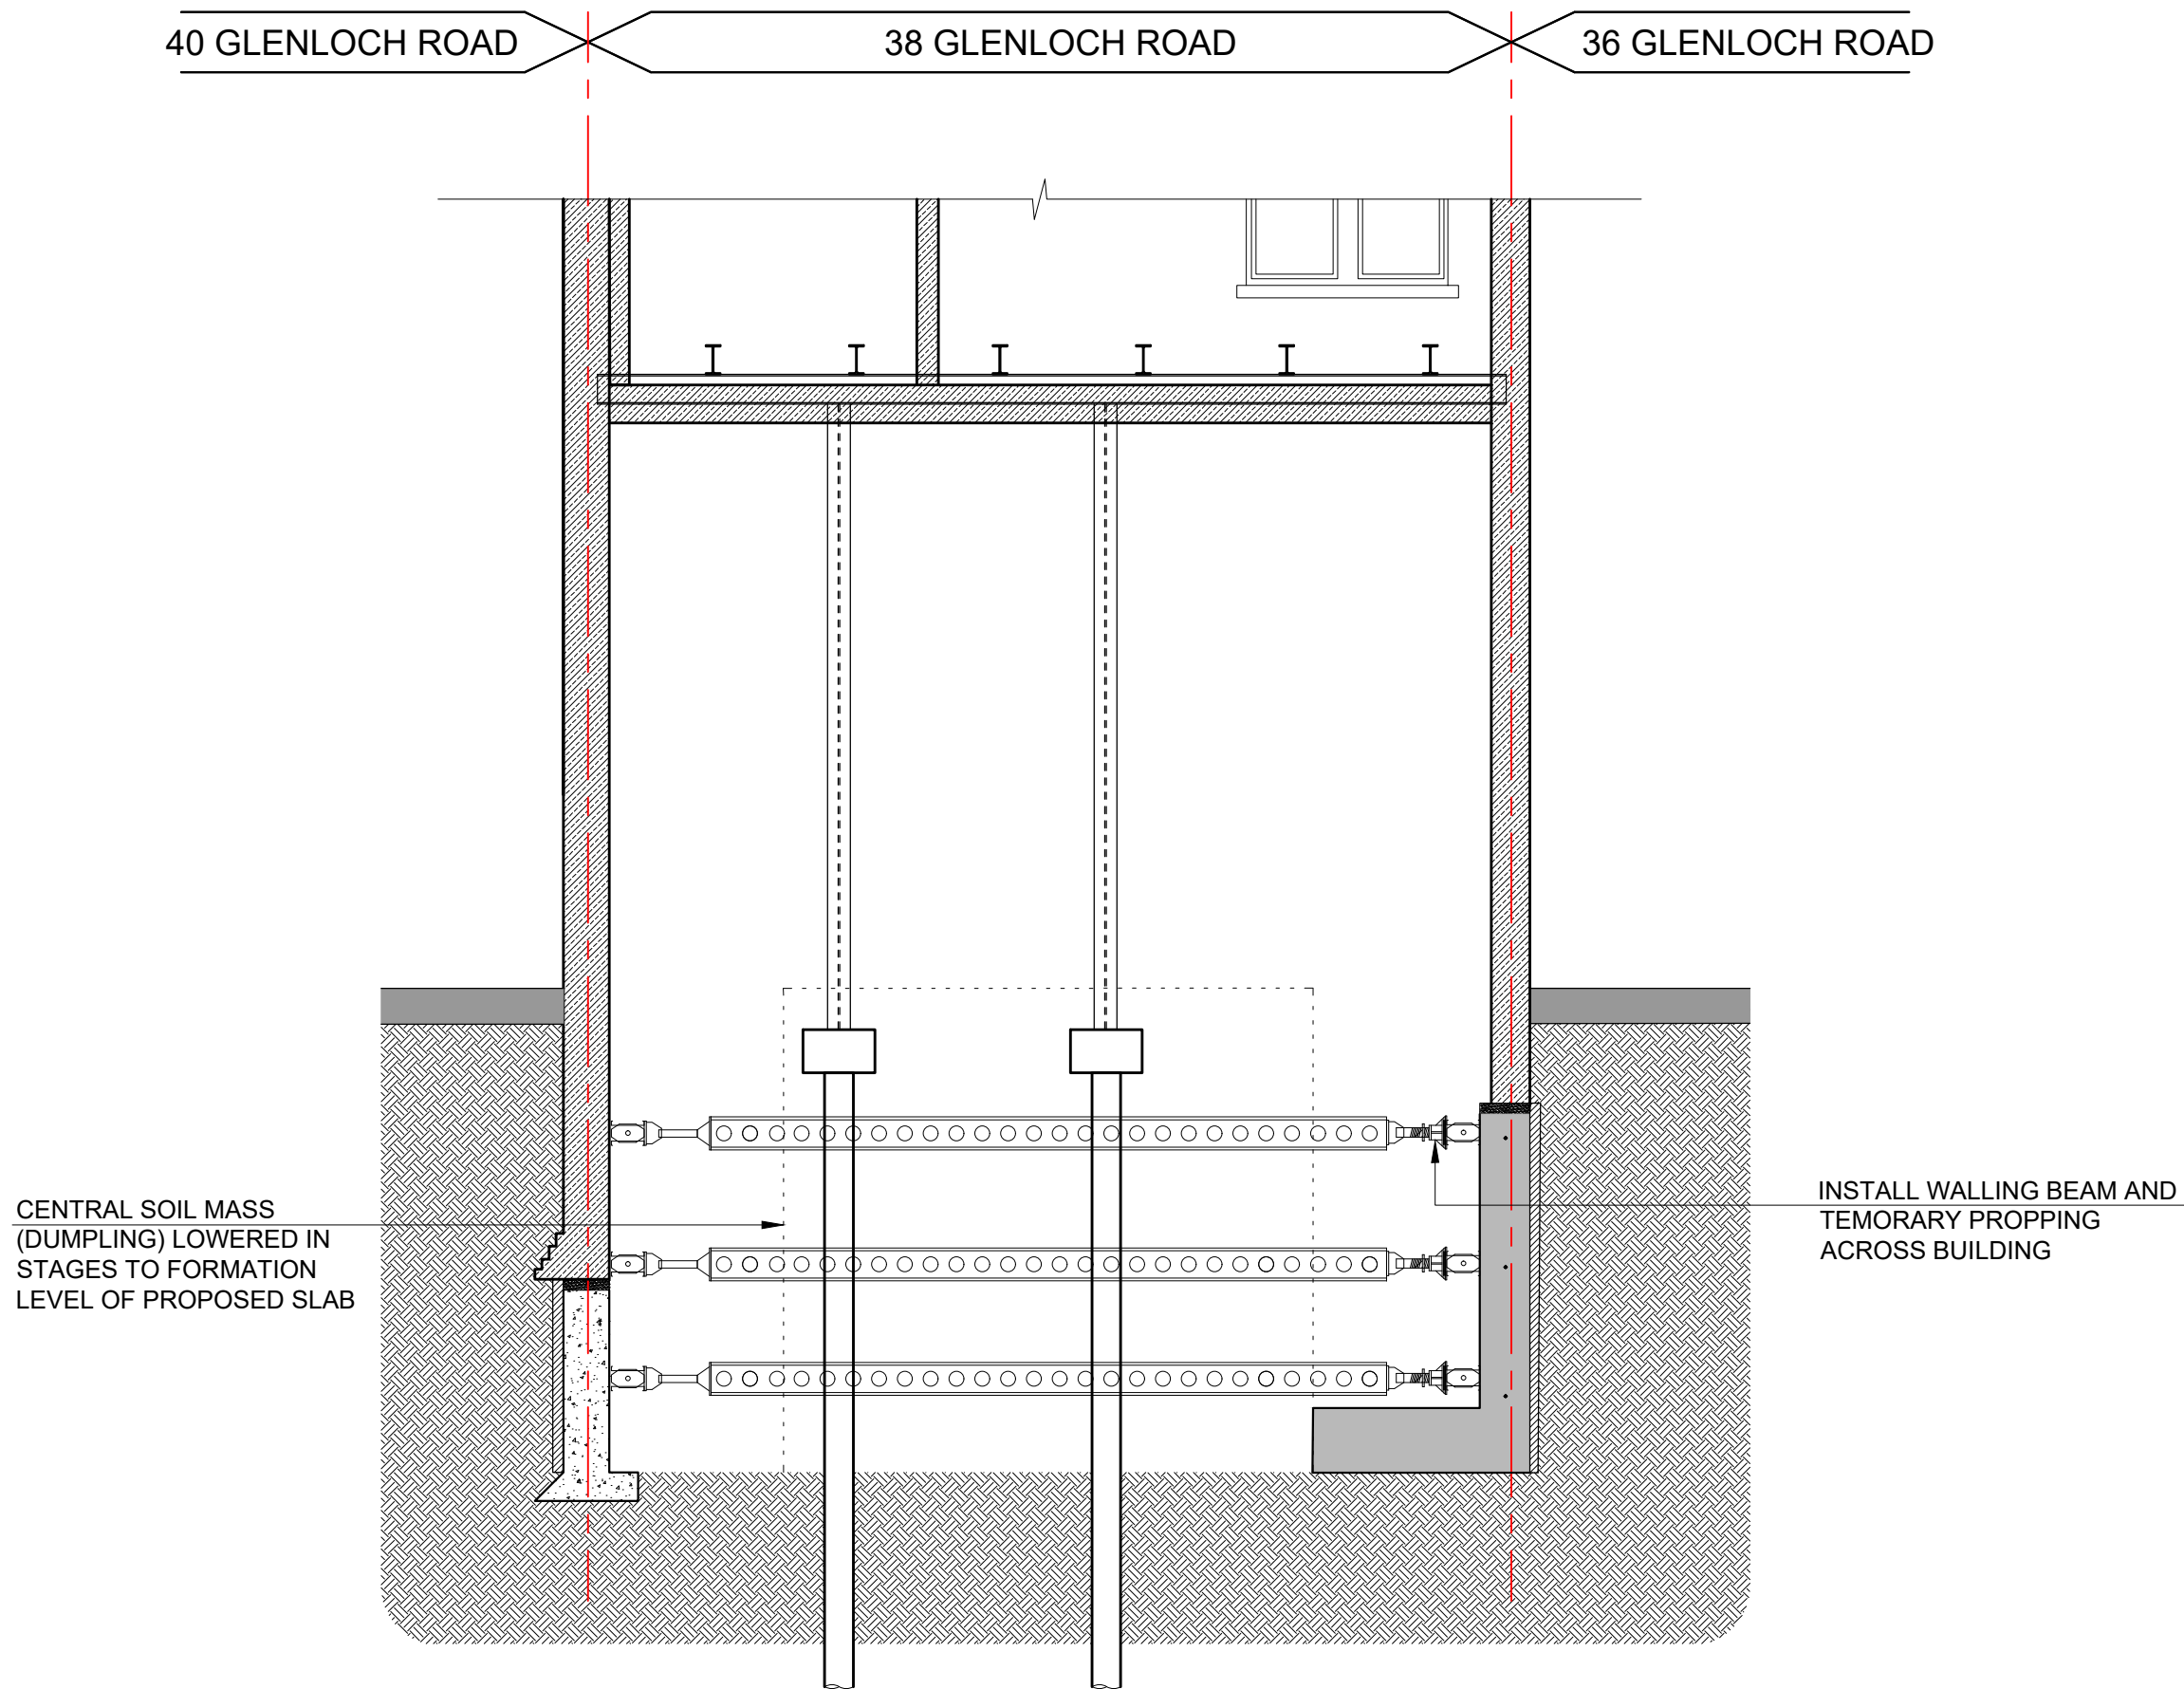 40 GLENLOCH ROAD
38 GLENLOCH ROAD
36 GLENLOCH ROAD
CENTRAL SOIL MASS
(DUMPLING) LOWERED IN
STAGES TO FORMATION
LEVEL OF PROPOSED SLAB
INSTALL WALLING BEAM AND
TEMORARY PROPPING
ACROSS BUILDING